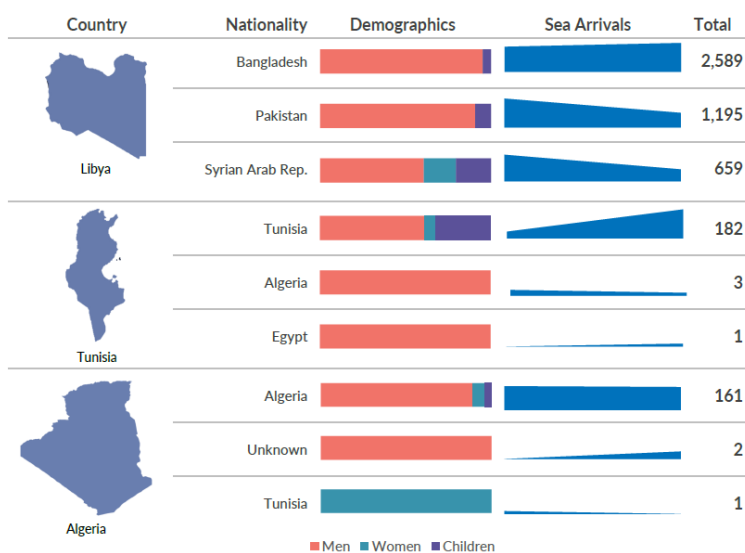 Country Nationality Demographics Sea Arrivals Total
Bangladesh 2,589
Pakistan 1,195
Libya
Syrian Arab Rep. 659
Tunisia 182
Algeria 3
Egypt 1
Tunisia
Algeria 161
Unknown 2
Tunisia 1
Algeria
Men Women Children